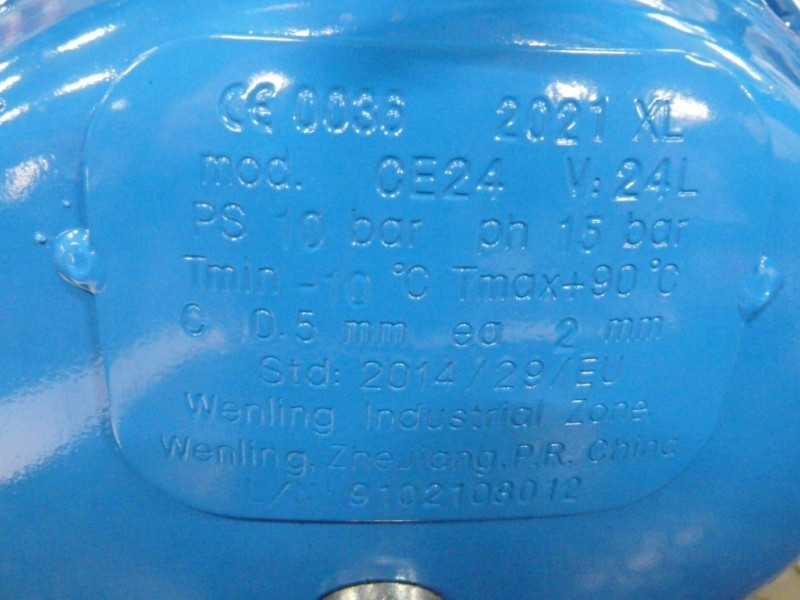 CE 0036 2021 XL
mod. CE24 V: 24L
PS 10 bar ph 15 bar
Tmin -10 °C Tmax+90°C
C 0.5 mm ea 2 mm
Std: 2014/29/EU
Wenling Industrial Zone
Wenling, ZheJiang, P.R. China
L/N 9102108012